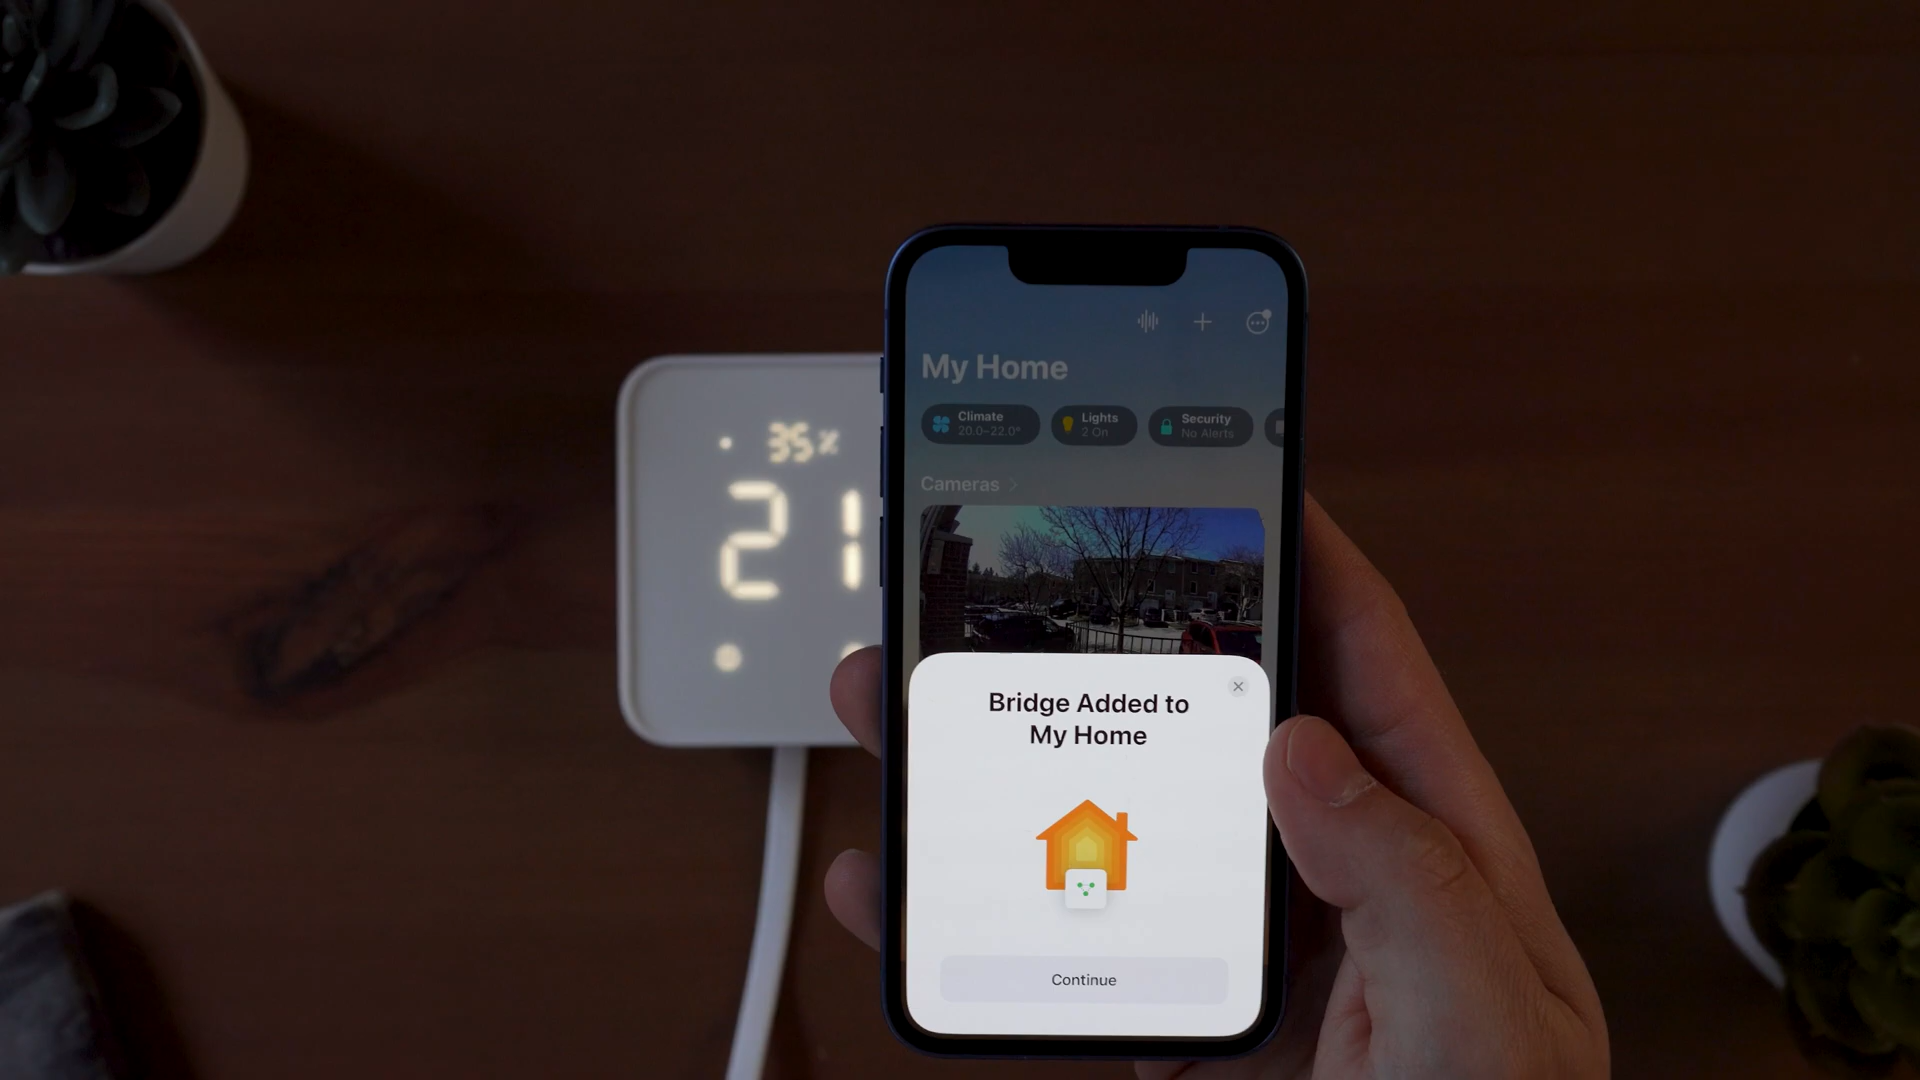 35%
21
My Home
Climate
20.0–22.0°
Lights
2 On
Security
No Alerts
Cameras >
Bridge Added to
My Home
Continue